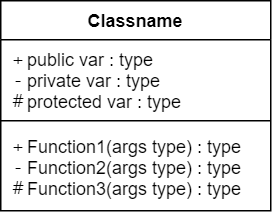 Classname
+ public var : type
- private var : type
# protected var : type
+ Function1(args type) : type
- Function2(args type) : type
# Function3(args type) : type